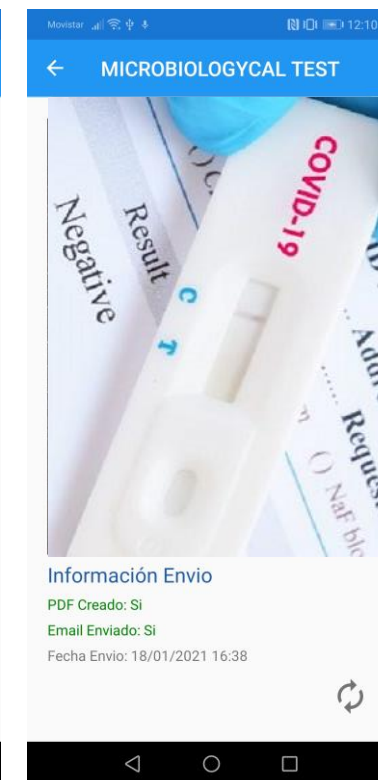 Movistar
12:10
MICROBIOLOGYCAL TEST
COVID-19
Result
Negative
C
T
Reques
NaF
Información Envio
PDF Creado: Si
Email Enviado: Si
Fecha Envio: 18/01/2021 16:38